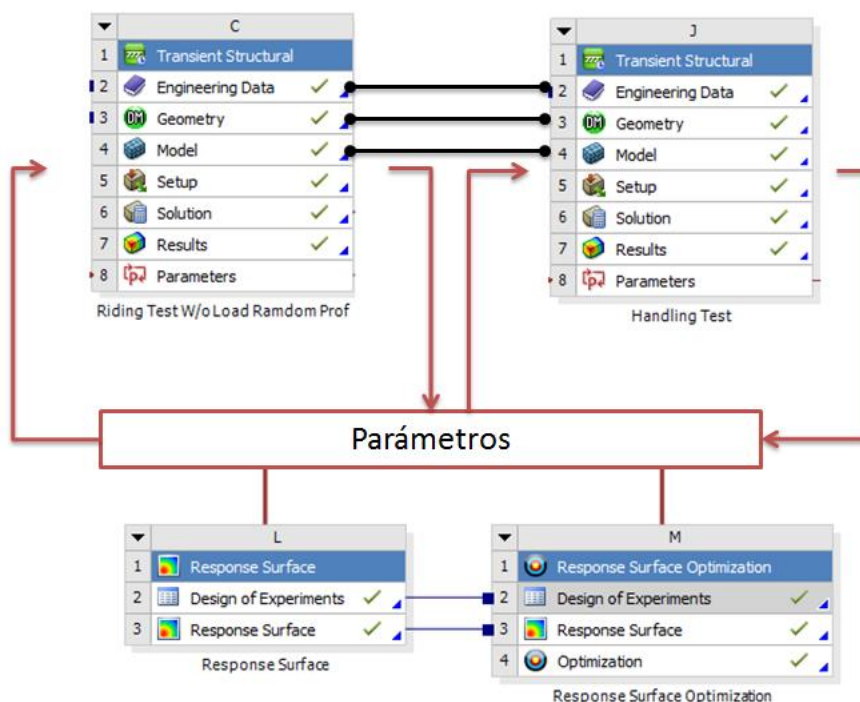 C
1 Transient Structural
2 Engineering Data
3 Geometry
4 Model
5 Setup
6 Solution
7 Results
8 Parameters
Riding Test W/o Load Ramdom Prof
J
1 Transient Structural
2 Engineering Data
3 Geometry
4 Model
5 Setup
6 Solution
7 Results
8 Parameters
Handling Test
Parámetros
L
1 Response Surface
2 Design of Experiments
3 Response Surface
Response Surface
M
1 Response Surface Optimization
2 Design of Experiments
3 Response Surface
4 Optimization
Response Surface Optimization